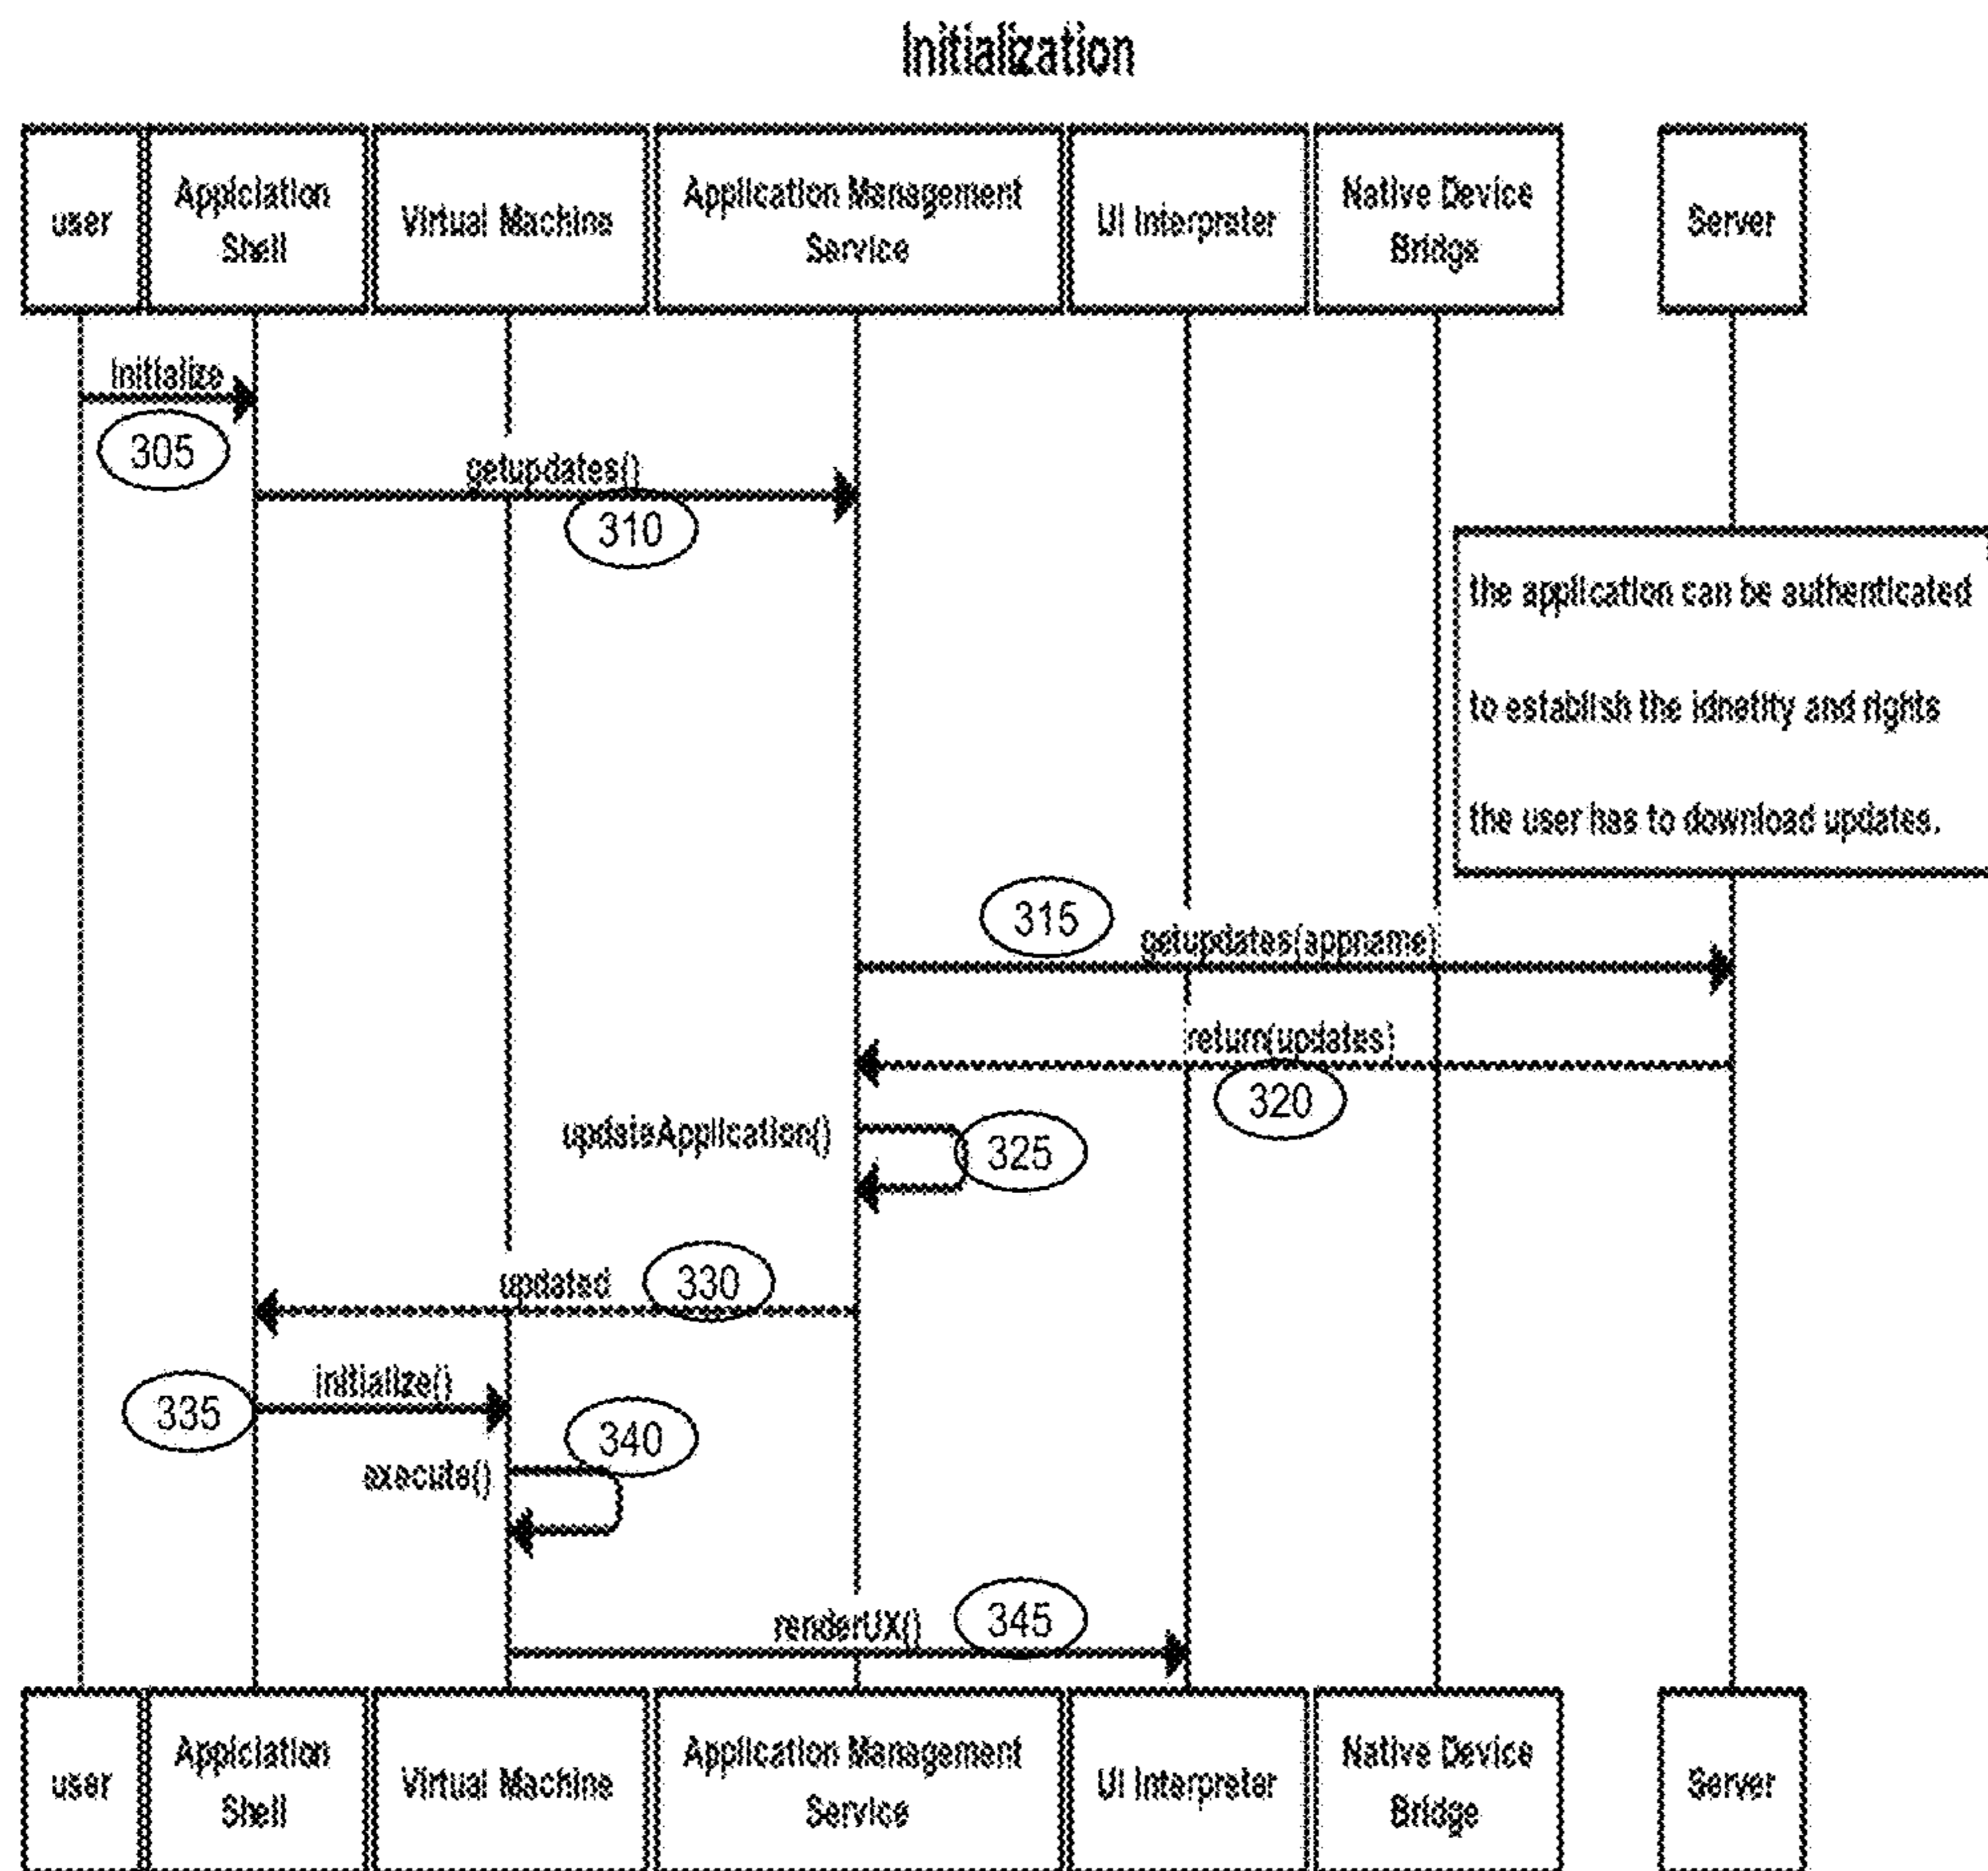 Initialization
user
Appiciation
Shell
Virtual Machine
Application Management
Service
UI Interpreter
Native Device
Bridge
Server
Initialize
305
getupdates()
310
the application can be authenticated
to establish the idnetity and rights
the user has to download updates.
315
getupdates(appname)
return(updates)
320
updateApplication()
325
updated
330
initialize()
335
340
execute()
renderUX()
345
user
Appiciation
Shell
Virtual Machine
Application Management
Service
UI Interpreter
Native Device
Bridge
Server